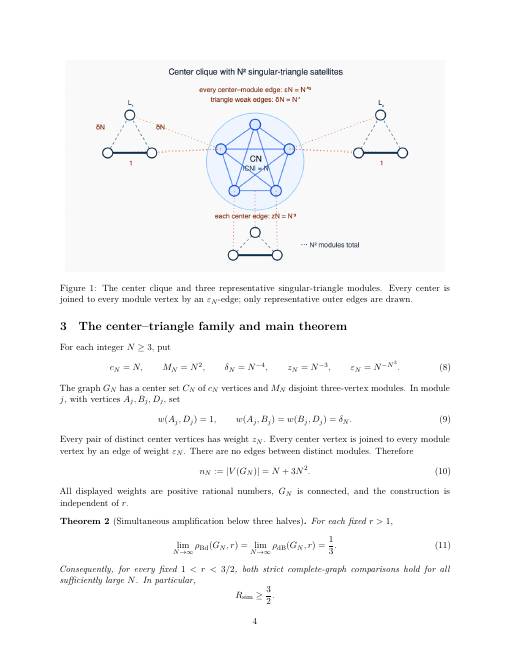 Center clique with N² singular-triangle satellites
every center–module edge: εN = N⁻ᴺ³
triangle weak edges: δN = N⁻⁴
Lⱼ Lⱼ
δN δN
CN
|CN| = N
1 1
each center edge: zN = N⁻³
··· N² modules total
Figure 1: The center clique and three representative singular-triangle modules. Every center is
joined to every module vertex by an ε_N-edge; only representative outer edges are drawn.
3 The center–triangle family and main theorem
For each integer N ≥ 3, put
c_N = N, M_N = N², δ_N = N⁻⁴, z_N = N⁻³, ε_N = N^{−N³}. (8)
The graph G_N has a center set C_N of c_N vertices and M_N disjoint three-vertex modules. In module
j, with vertices A_j, B_j, D_j, set
w(A_j, D_j) = 1, w(A_j, B_j) = w(B_j, D_j) = δ_N. (9)
Every pair of distinct center vertices has weight z_N. Every center vertex is joined to every module
vertex by an edge of weight ε_N. There are no edges between distinct modules. Therefore
n_N := |V(G_N)| = N + 3N². (10)
All displayed weights are positive rational numbers, G_N is connected, and the construction is
independent of r.
Theorem 2 (Simultaneous amplification below three halves). For each fixed r > 1,
lim_{N→∞} ρ_Bd(G_N, r) = lim_{N→∞} ρ_dB(G_N, r) = 1/3. (11)
Consequently, for every fixed 1 < r < 3/2, both strict complete-graph comparisons hold for all
sufficiently large N. In particular,
R_sim ≥ 3/2.
4